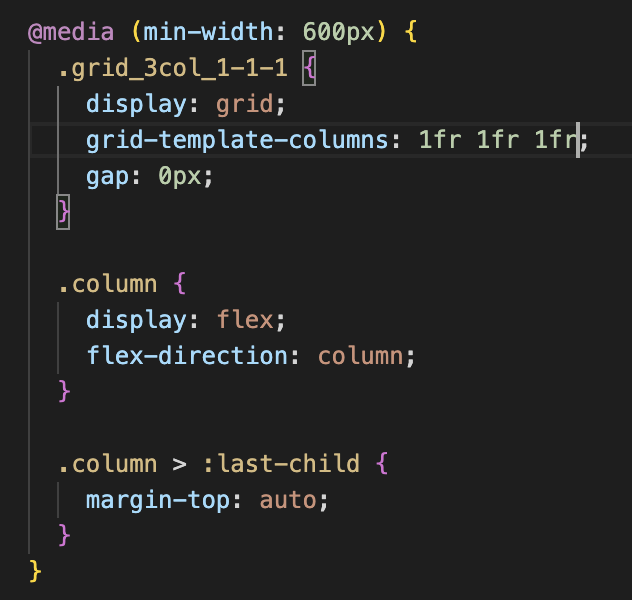 @media (min-width: 600px) {
.grid_3col_1-1-1 {
display: grid;
grid-template-columns: 1fr 1fr 1fr;
gap: 0px;
}
.column {
display: flex;
flex-direction: column;
}
.column > :last-child {
margin-top: auto;
}
}